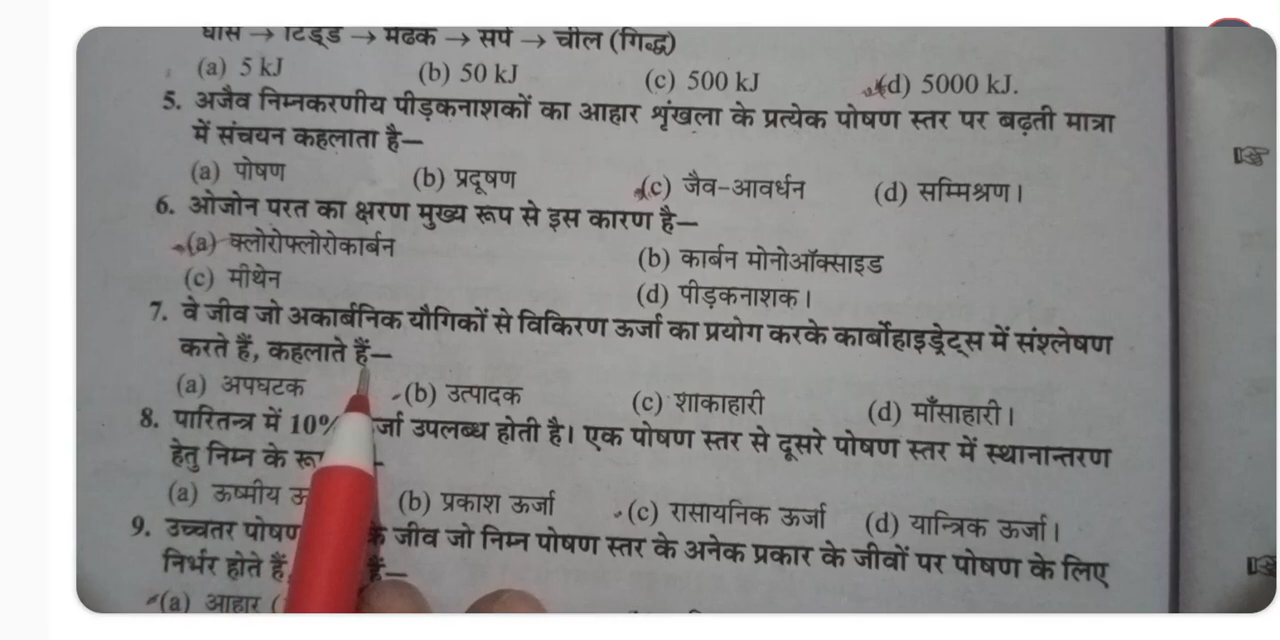 घास → टिड्डे → मेंढक → सर्प → चील (गिद्ध)
(a) 5 kJ (b) 50 kJ (c) 500 kJ (d) 5000 kJ.
5. अजैव निम्नकरणीय पीड़कनाशकों का आहार शृंखला के प्रत्येक पोषण स्तर पर बढ़ती मात्रा
में संचयन कहलाता है—
(a) पोषण (b) प्रदूषण (c) जैव-आवर्धन (d) सम्मिश्रण।
6. ओजोन परत का क्षरण मुख्य रूप से इस कारण है—
(a) क्लोरोफ्लोरोकार्बन (b) कार्बन मोनोऑक्साइड
(c) मीथेन (d) पीड़कनाशक।
7. वे जीव जो अकार्बनिक यौगिकों से विकिरण ऊर्जा का प्रयोग करके कार्बोहाइड्रेट्स में संश्लेषण
करते हैं, कहलाते हैं—
(a) अपघटक (b) उत्पादक (c) शाकाहारी (d) माँसाहारी।
8. पारितन्त्र में 10% उपलब्ध होती है। एक पोषण स्तर से दूसरे पोषण स्तर में स्थानान्तरण
हेतु निम्न के
(a) ऊष्मीय (b) प्रकाश ऊर्जा (c) रासायनिक ऊर्जा (d) यान्त्रिक ऊर्जा।
9. उच्चतर पोषण के जीव जो निम्न पोषण स्तर के अनेक प्रकार के जीवों पर पोषण के लिए
निर्भर होते हैं, हैं—
(a) आहार